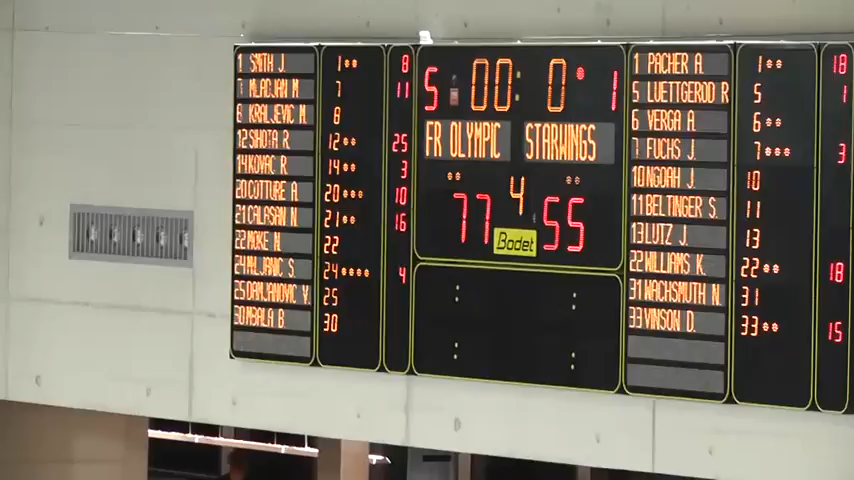 1 SMITH J. 1 8
7 MLADJAN M 7 11
6 KRALJEVIC M. 8
12 SIHOTA R. 12 25
14 KOVAC R. 14 3
20 COTTURE A 20 10
21 CALASAN N 21 16
22 MOKE N. 22
24 MILJANIC S. 24 4
25 DAMJANOVIC V. 25
30 MBALA B 30
5 00:0 1
FR OLYMPIC STARWINGS
4
77 55
Bodet
1 PACHER A. 1 18
5 LUETTGEROD R 5 1
6 VERGA A. 6
7 FUCHS J. 7 3
10 NGOAH J. 10
11 BELTINGER S. 11
13 LUTZ J. 13
22 WILLIAMS K. 22 18
31 WACHSMUTH N. 31
33 VINSON D. 33 15